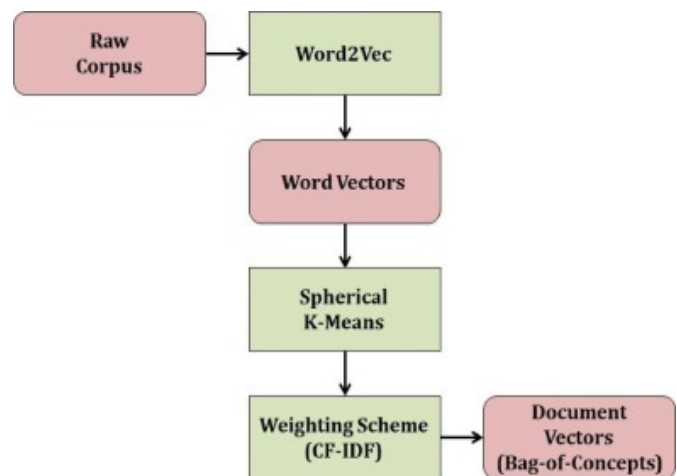 Raw
Corpus
Word2Vec
Word Vectors
Spherical
K-Means
Weighting Scheme
(CF-IDF)
Document
Vectors
(Bag-of-Concepts)